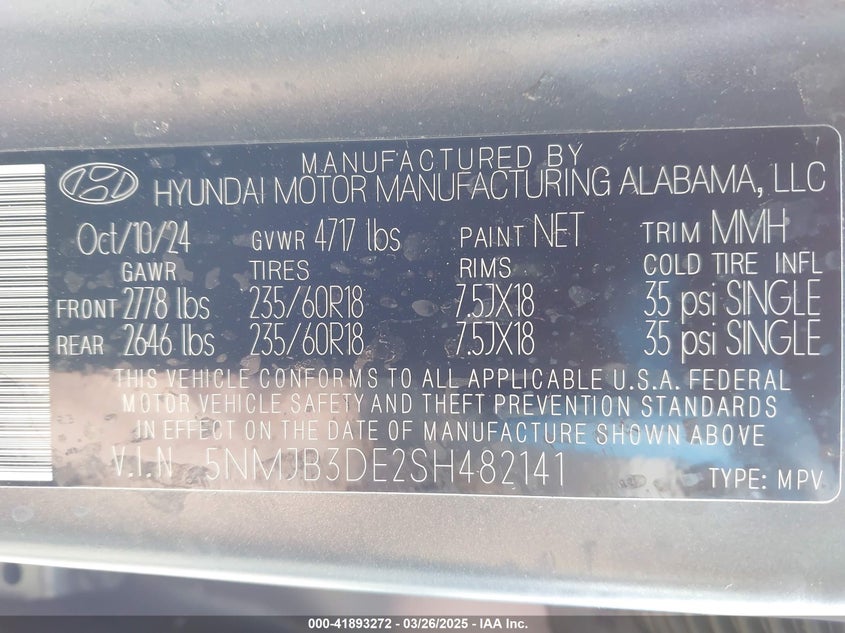 MANUFACTURED BY
HYUNDAI MOTOR MANUFACTURING ALABAMA, LLC
Oct/10/24 GVWR 4717 lbs PAINT NET TRIM MMH
GAWR TIRES RIMS COLD TIRE INFL
FRONT 2778 lbs 235/60R18 7.5JX18 35 psi SINGLE
REAR 2646 lbs 235/60R18 7.5JX18 35 psi SINGLE
THIS VEHICLE CONFORMS TO ALL APPLICABLE U.S.A. FEDERAL
MOTOR VEHICLE SAFETY AND THEFT PREVENTION STANDARDS
IN EFFECT ON THE DATE OF MANUFACTURE SHOWN ABOVE
V.I.N 5NMJB3DE2SH482141 TYPE: MPV
000-41893272 — 03/26/2025 — IAA Inc.